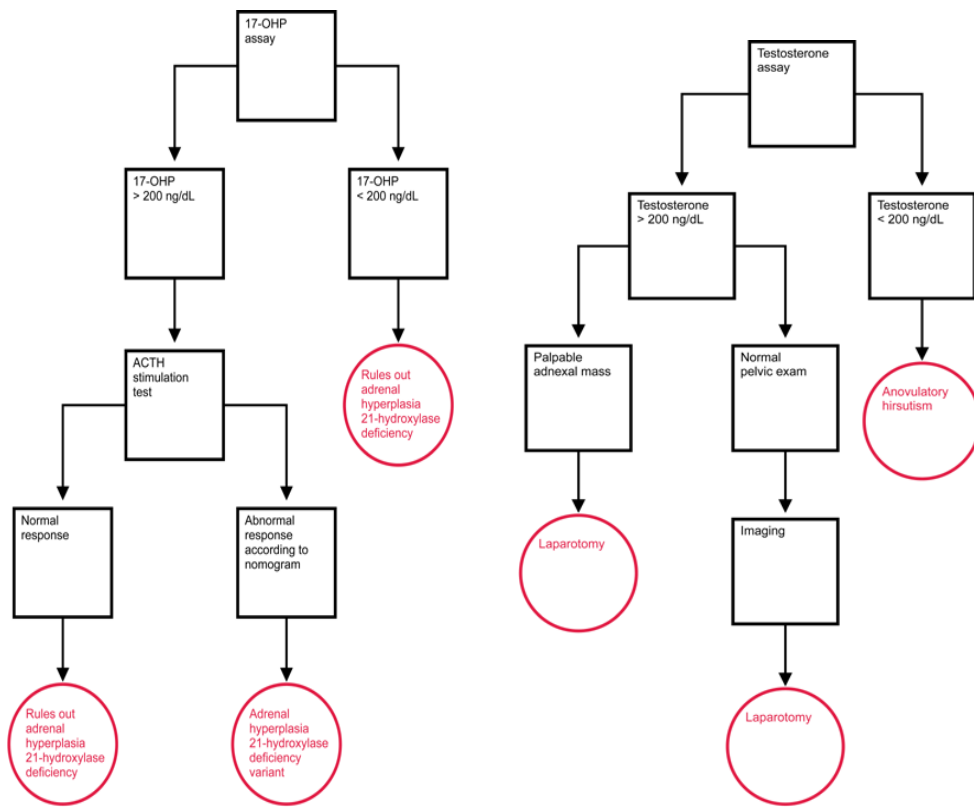 17-OHP
assay
17-OHP
> 200 ng/dL
17-OHP
< 200 ng/dL
ACTH
stimulation
test
Rules out
adrenal
hyperplasia
21-hydroxylase
deficiency
Normal
response
Abnormal
response
according to
nomogram
Rules out
adrenal
hyperplasia
21-hydroxylase
deficiency
Adrenal
hyperplasia
21-hydroxylase
deficiency
variant
Testosterone
assay
Testosterone
> 200 ng/dL
Testosterone
< 200 ng/dL
Palpable
adnexal mass
Normal
pelvic exam
Anovulatory
hirsutism
Laparotomy
Imaging
Laparotomy